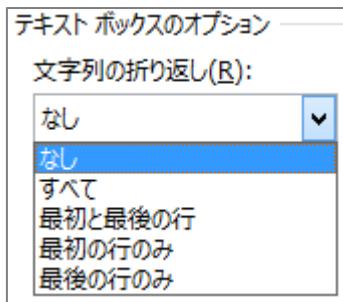 テキスト ボックスのオプション
文字列の折り返し(R):
なし
なし
すべて
最初と最後の行
最初の行のみ
最後の行のみ